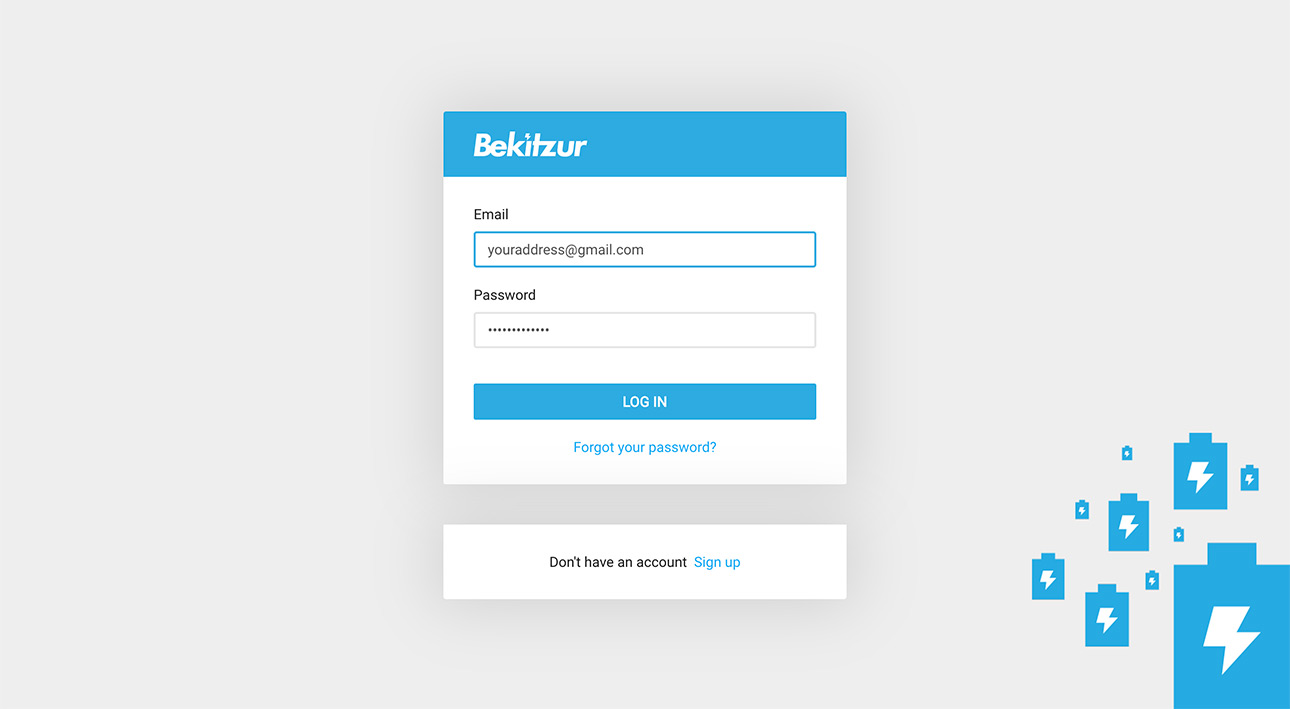 Bekitzur
Email
youraddress@gmail.com
Password
•••••••••••••
LOG IN
Forgot your password?
Don't have an account Sign up